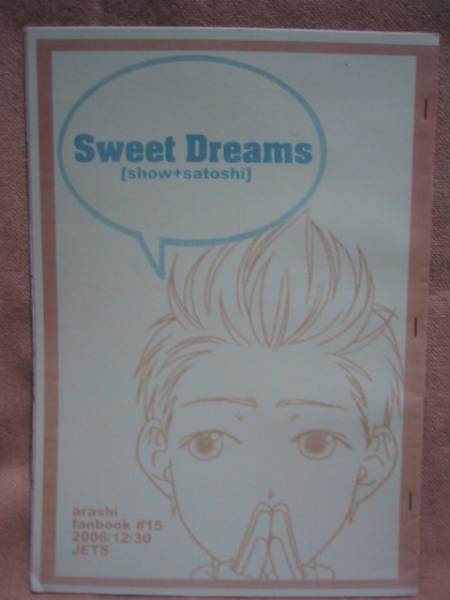 Sweet Dreams
[show+satoshi]
arashi
fanbook #15
2006/12/30
JETS